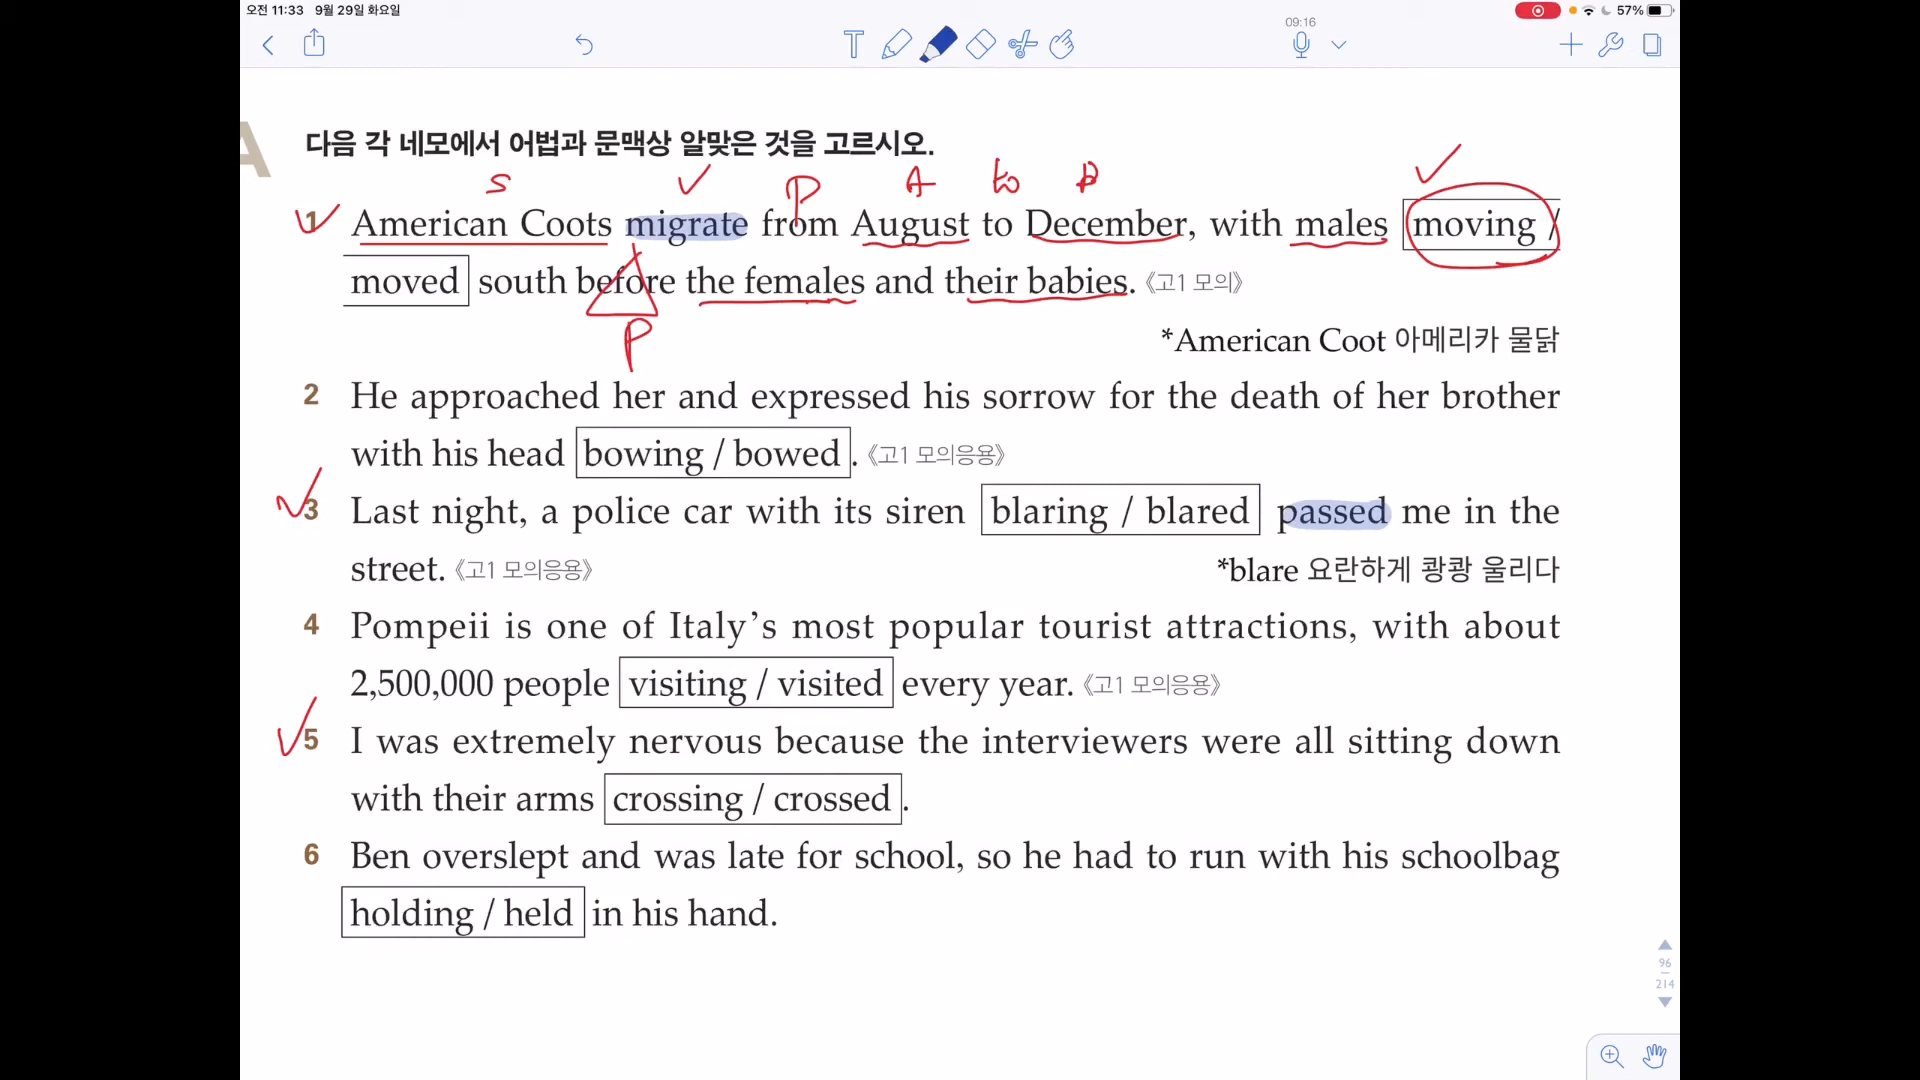 오전 11:33 9월 29일 화요일
57%
09:16
A
다음 각 네모에서 어법과 문맥상 알맞은 것을 고르시오.
S P A to B
1 American Coots migrate from August to December, with males moving /
moved south before the females and their babies. 《고1 모의》
P
*American Coot 아메리카 물닭
2 He approached her and expressed his sorrow for the death of her brother
with his head bowing / bowed. 《고1 모의응용》
3 Last night, a police car with its siren blaring / blared passed me in the
street. 《고1 모의응용》 *blare 요란하게 쾅쾅 울리다
4 Pompeii is one of Italy's most popular tourist attractions, with about
2,500,000 people visiting / visited every year. 《고1 모의응용》
5 I was extremely nervous because the interviewers were all sitting down
with their arms crossing / crossed.
6 Ben overslept and was late for school, so he had to run with his schoolbag
holding / held in his hand.
96
214